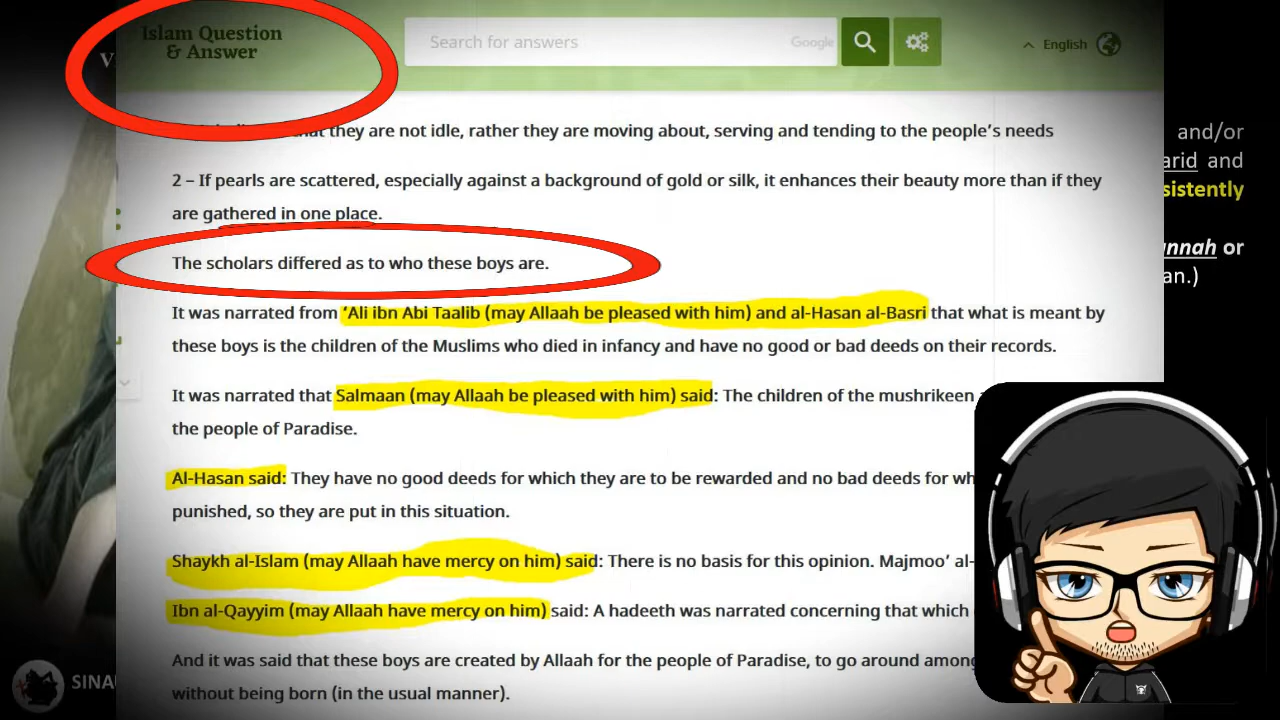 Islam Question
& Answer
Search for answers
Google
English
V
they are not idle, rather they are moving about, serving and tending to the people's needs
and/or
2 – If pearls are scattered, especially against a background of gold or silk, it enhances their beauty more than if they
arid and
sistently
are gathered in one place.
nnah or
The scholars differed as to who these boys are.
an.)
It was narrated from ‘Ali ibn Abi Taalib (may Allaah be pleased with him) and al-Hasan al-Basri that what is meant by
these boys is the children of the Muslims who died in infancy and have no good or bad deeds on their records.
It was narrated that Salmaan (may Allaah be pleased with him) said: The children of the mushrikeen
the people of Paradise.
Al-Hasan said: They have no good deeds for which they are to be rewarded and no bad deeds for wh
punished, so they are put in this situation.
Shaykh al-Islam (may Allaah have mercy on him) said: There is no basis for this opinion. Majmoo’ al-
Ibn al-Qayyim (may Allaah have mercy on him) said: A hadeeth was narrated concerning that which
And it was said that these boys are created by Allaah for the people of Paradise, to go around among
SINA
without being born (in the usual manner).